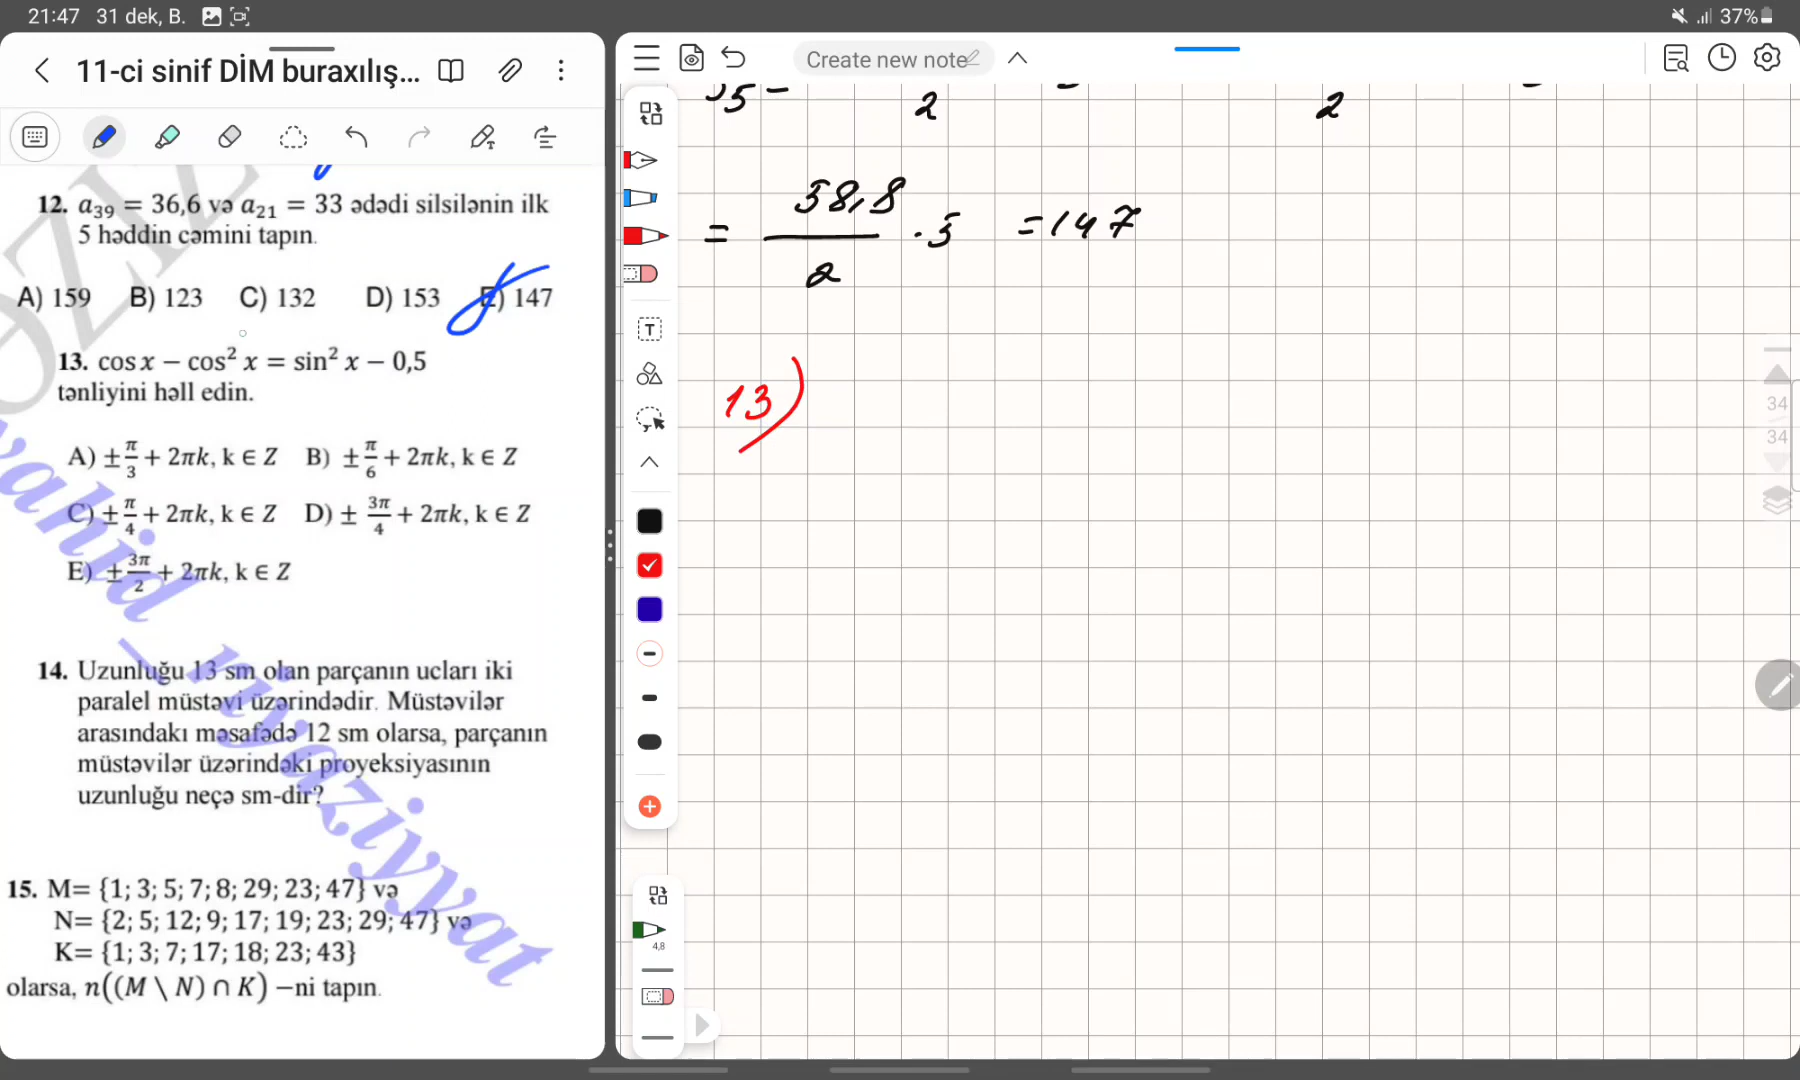 21:47 31 dek, B.
37%
11-ci sinif DİM buraxılış...
Create new note
12. a₃₉ = 36,6 və a₂₁ = 33 ədədi silsilənin ilk
5 həddin cəmini tapın.
A) 159 B) 123 C) 132 D) 153 E) 147
13. cos x − cos² x = sin² x − 0,5
tənliyini həll edin.
A) ±π/3 + 2πk, k ∈ Z B) ±π/6 + 2πk, k ∈ Z
C) ±π/4 + 2πk, k ∈ Z D) ± 3π/4 + 2πk, k ∈ Z
E) ±3π/2 + 2πk, k ∈ Z
14. Uzunluğu 13 sm olan parçanın ucları iki
paralel müstəvi üzərindədir. Müstəvilər
arasındakı məsafədə 12 sm olarsa, parçanın
müstəvilər üzərindəki proyeksiyasının
uzunluğu neçə sm-dir?
15. M= {1; 3; 5; 7; 8; 29; 23; 47} və
N= {2; 5; 12; 9; 17; 19; 23; 29; 47} və
K= {1; 3; 7; 17; 18; 23; 43}
olarsa, n((M \ N) ∩ K) −ni tapın.
vahid_riyaziyyat
2 2
= 58,8/2 · 5 = 147
13)
T
34
34
4,8